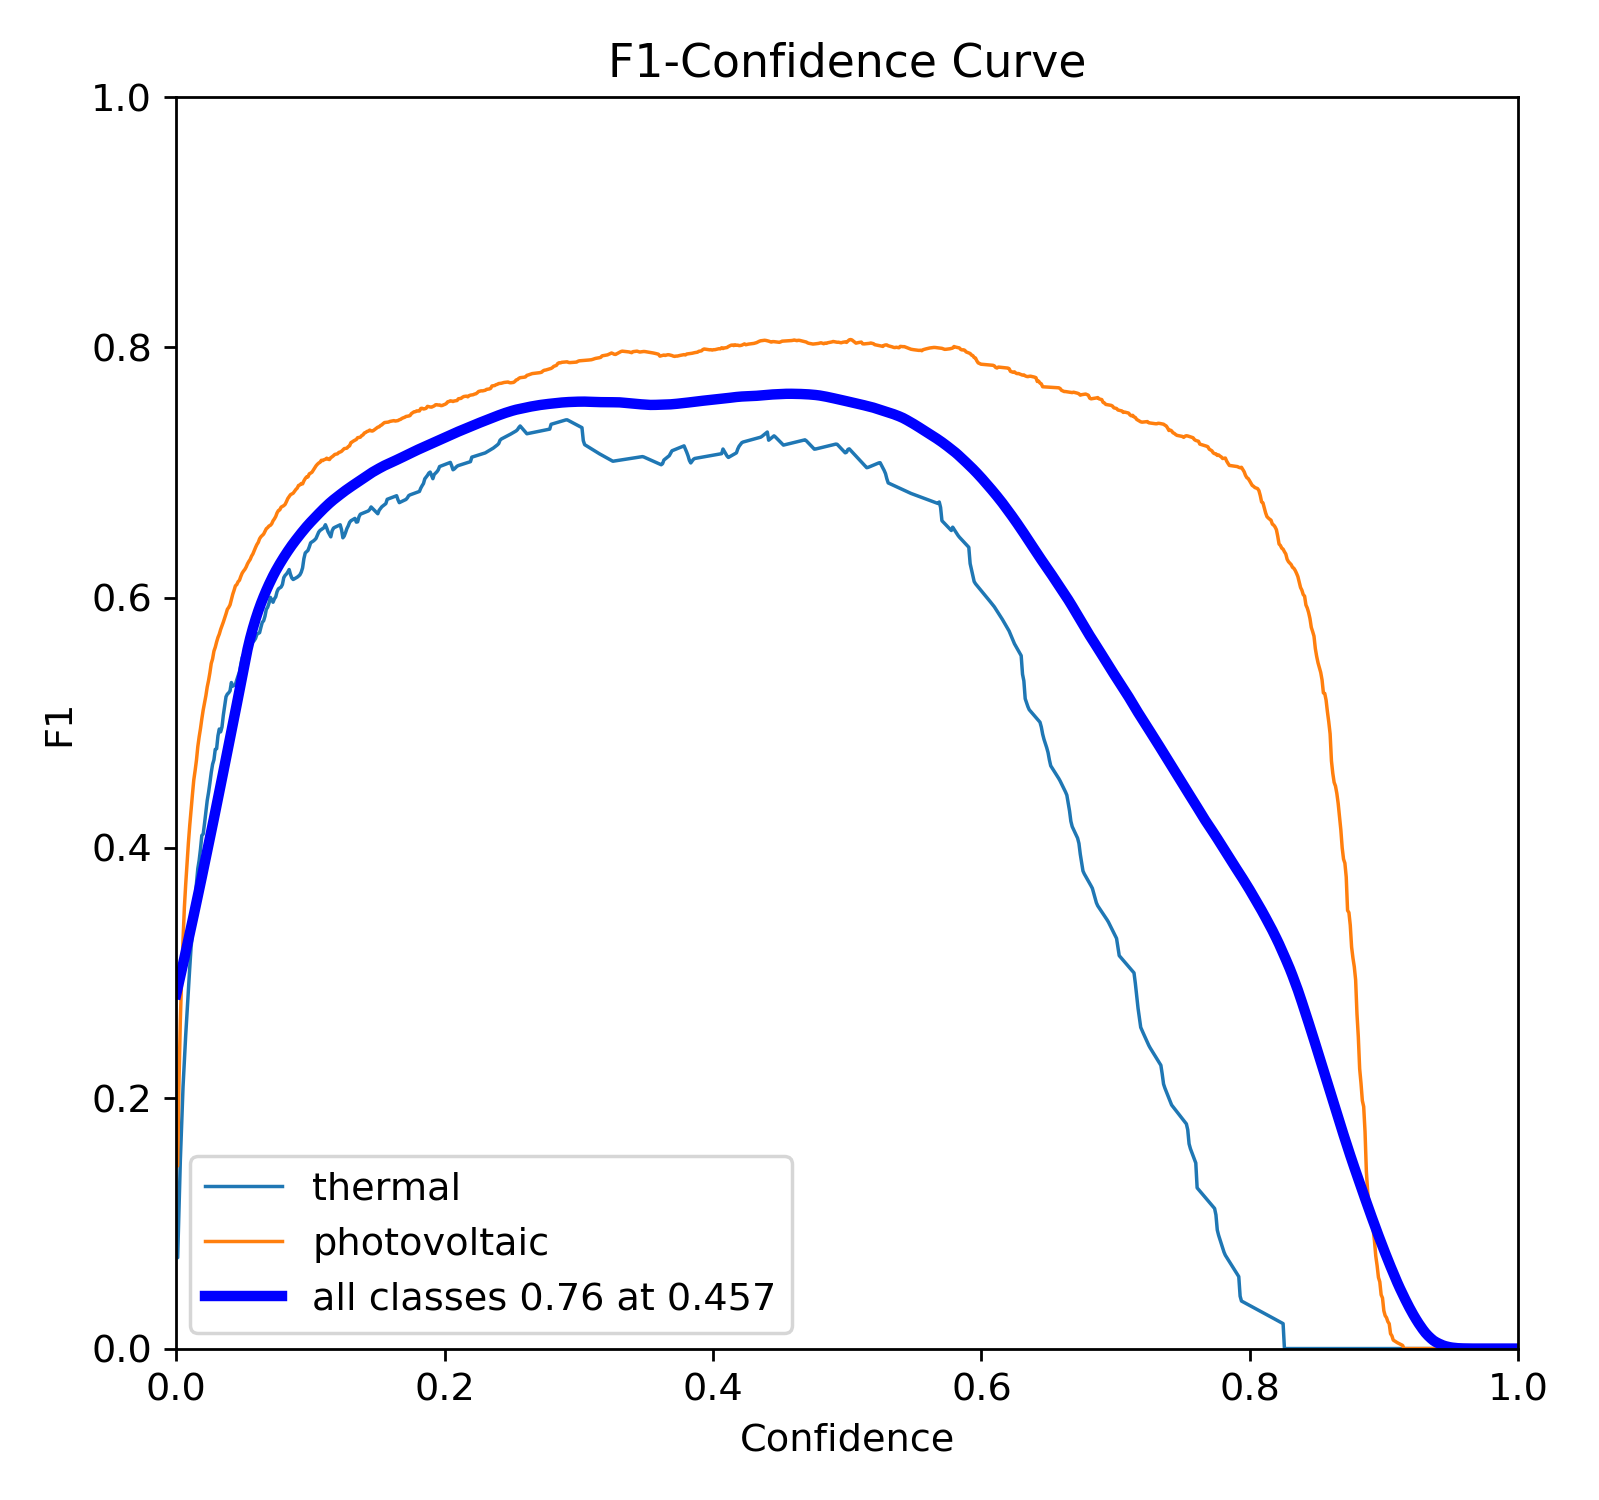 F1-Confidence Curve
1.0
0.8
0.6
0.4
0.2
0.0
F1
thermal
photovoltaic
all classes 0.76 at 0.457
0.0 0.2 0.4 0.6 0.8 1.0
Confidence